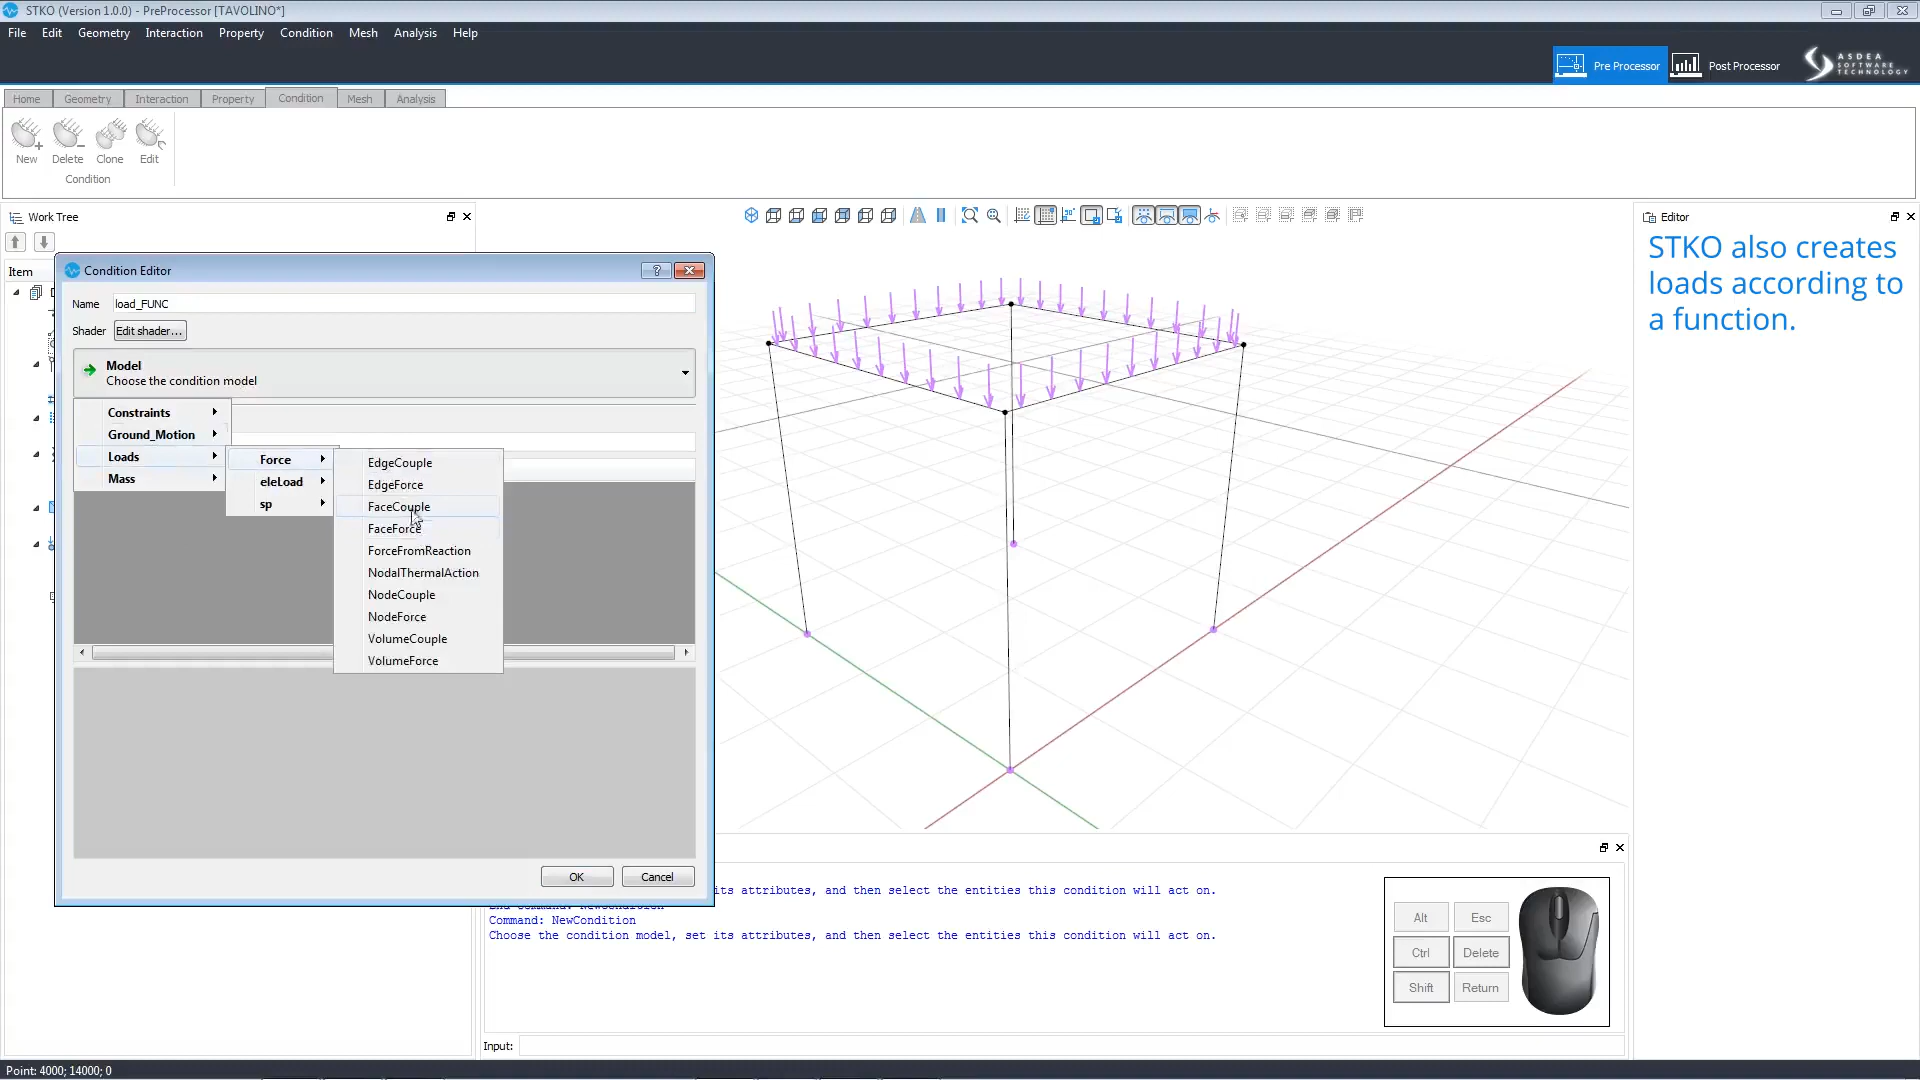 STKO (Version 1.0.0) - PreProcessor [TAVOLINO*]
File Edit Geometry Interaction Property Condition Mesh Analysis Help
Pre Processor Post Processor
ASDEA
SOFTWARE
TECHNOLOGY
Home Geometry Interaction Property Condition Mesh Analysis
New Delete Clone Edit
Condition
Work Tree
Item
Condition Editor
Name load_FUNC
Shader Edit shader...
Model
Choose the condition model
Constraints
Ground_Motion
Loads
Mass
Force
eleLoad
sp
EdgeCouple
EdgeForce
FaceCouple
FaceForce
ForceFromReaction
NodalThermalAction
NodeCouple
NodeForce
VolumeCouple
VolumeForce
OK Cancel
Editor
STKO also creates
loads according to
a function.
its attributes, and then select the entities this condition will act on.
Command: NewCondition
Choose the condition model, set its attributes, and then select the entities this condition will act on.
Input:
Alt Esc
Ctrl Delete
Shift Return
Point: 4000; 14000; 0